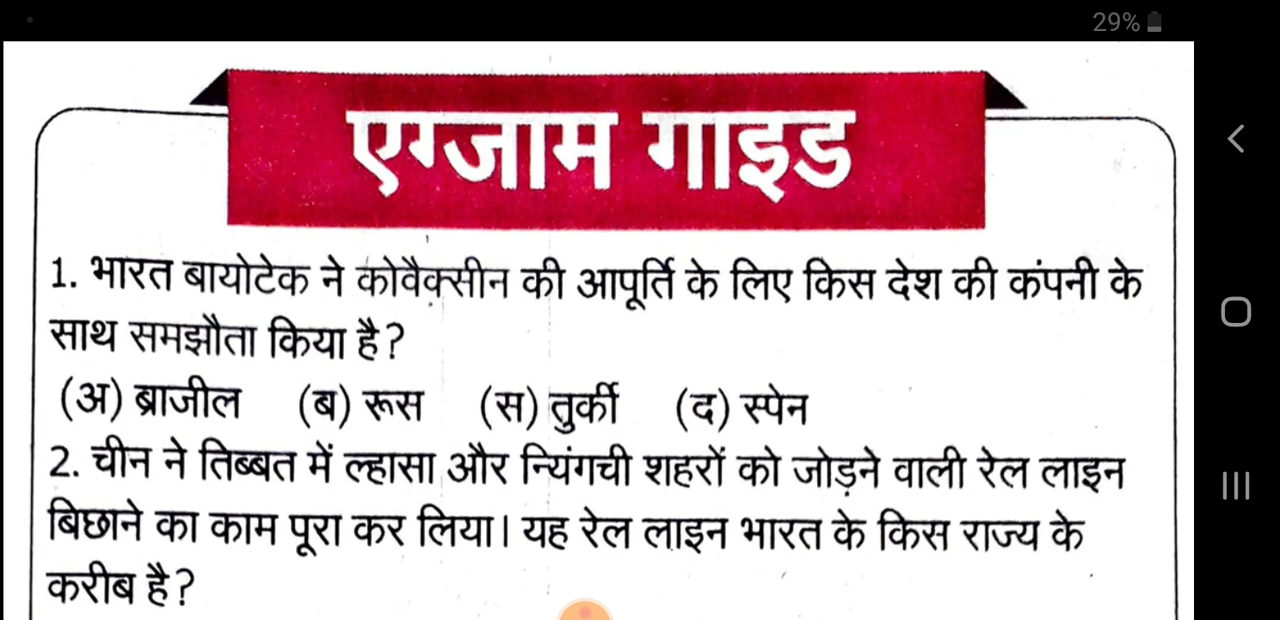 29%
एग्जाम गाइड
1. भारत बायोटेक ने कोवैक्सीन की आपूर्ति के लिए किस देश की कंपनी के
साथ समझौता किया है?
(अ) ब्राजील (ब) रूस (स) तुर्की (द) स्पेन
2. चीन ने तिब्बत में ल्हासा और न्यिंगची शहरों को जोड़ने वाली रेल लाइन
बिछाने का काम पूरा कर लिया। यह रेल लाइन भारत के किस राज्य के
करीब है?